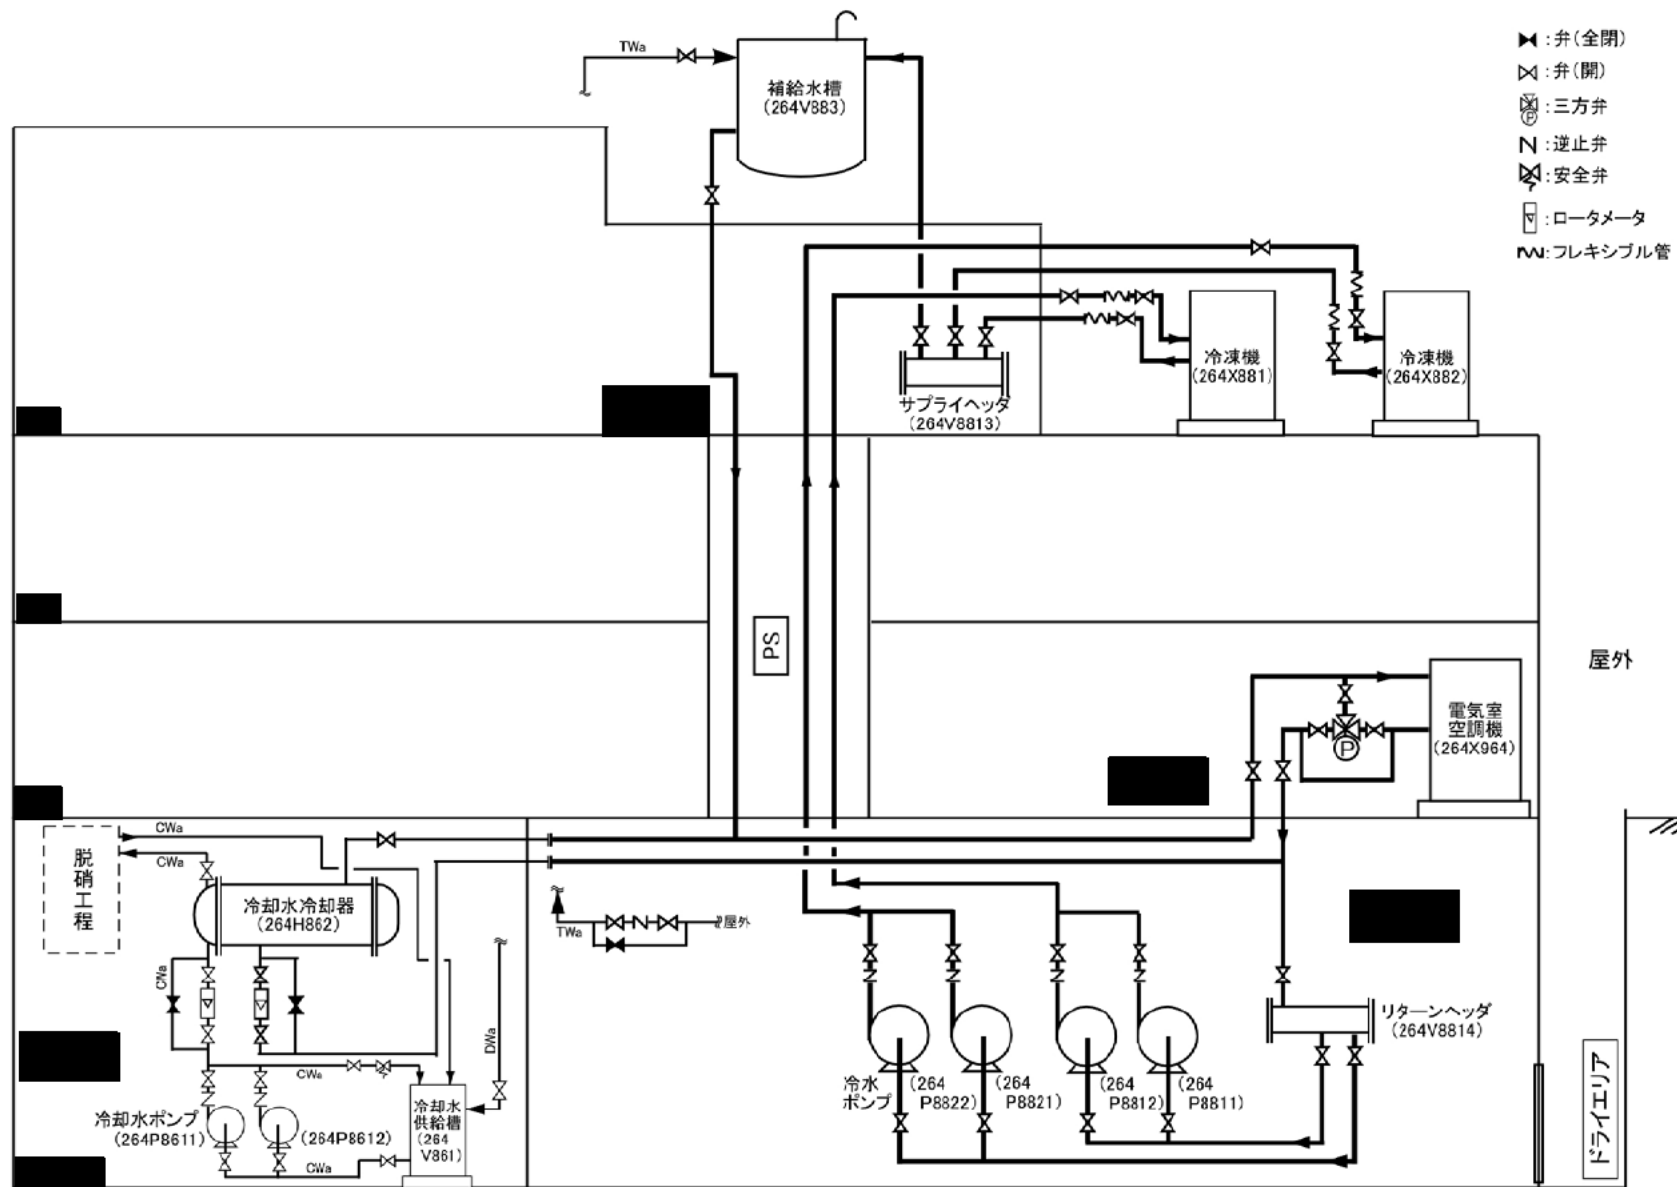 TWa
補給水槽
(264V883)
:弁(全閉)
:弁(開)
P
:三方弁
:逆止弁
:安全弁
:ロータメータ
:フレキシブル管
冷凍機
(264X881)
冷凍機
(264X882)
サプライヘッダ
(264V8813)
PS
屋外
電気室
空調機
(264X964)
P
CWa
CWa
脱硝工程
冷却水冷却器
(264H862)
CWa
TWa
屋外
DWa
リターンヘッダ
(264V8814)
CWa
冷却水
供給槽
(264
V861)
冷却水ポンプ
(264P8611)
(264P8612)
CWa
冷水
ポンプ
(264
P8822)
(264
P8821)
(264
P8812)
(264
P8811)
ドライエリア